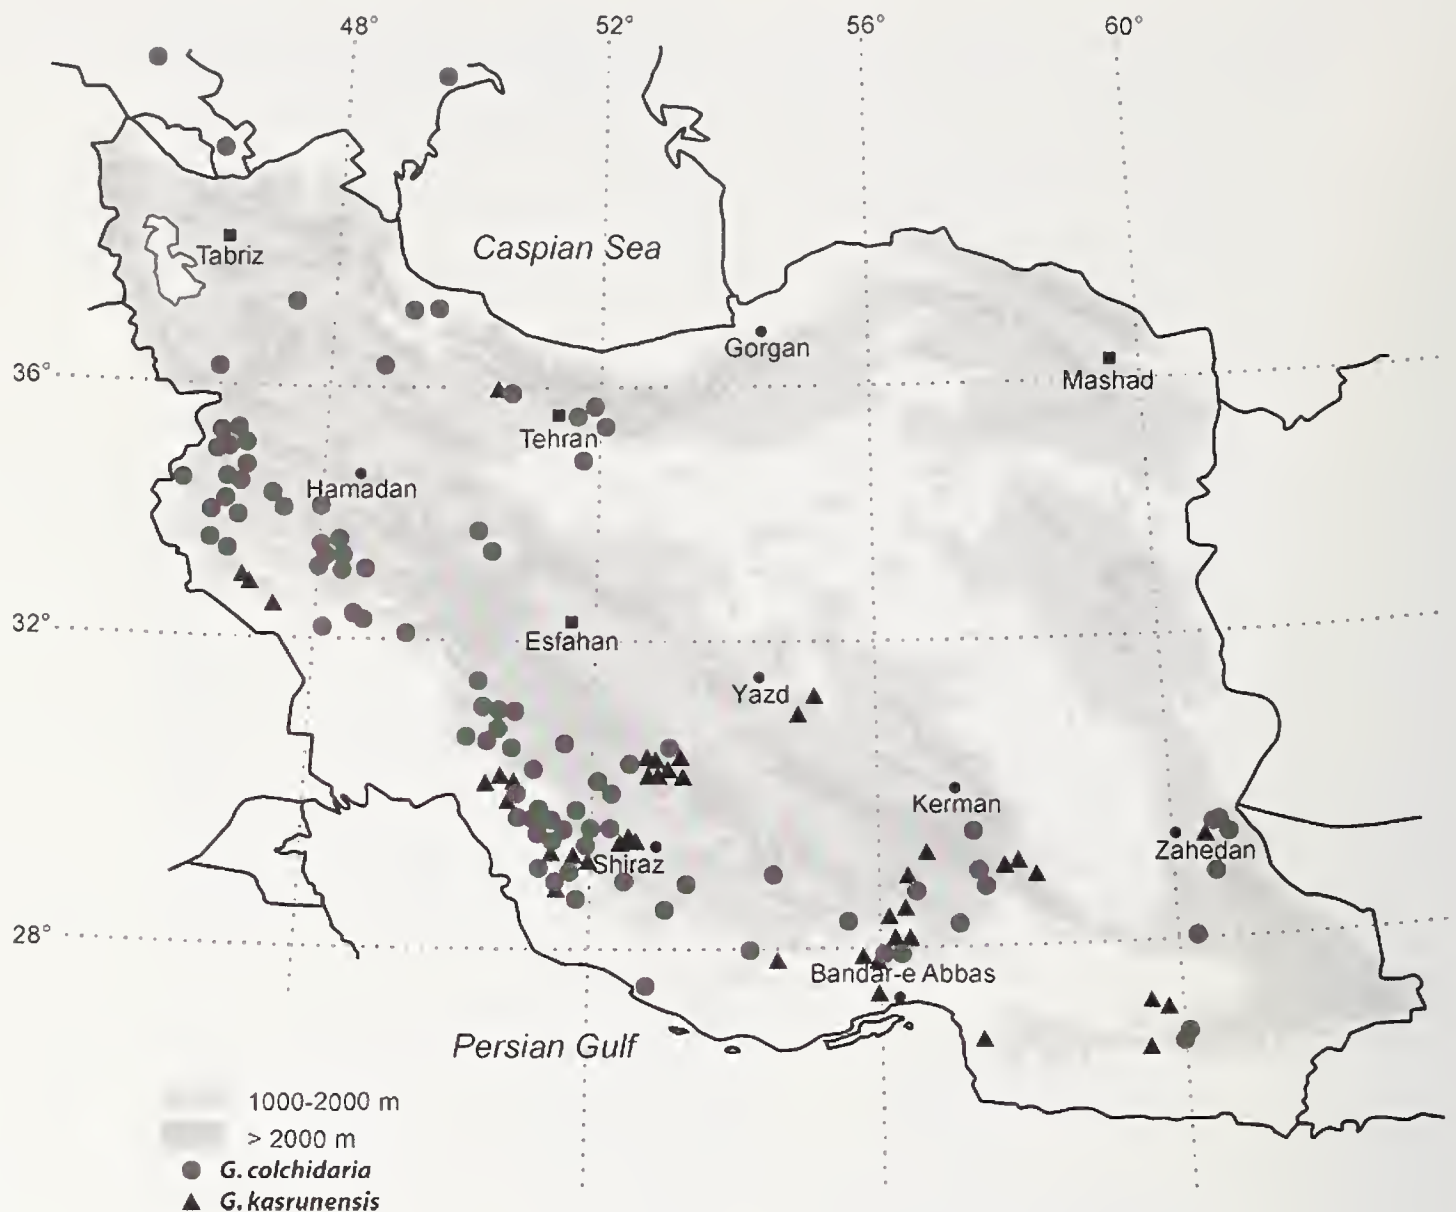 48°
52°
56°
60°
Caspian Sea
Tabriz
Gorgan
36°
Mashad
Tehran
Hamadan
32°
Esfahan
Yazd
Kerman
Zahedan
Shiraz
28°
Bandar-e Abbas
Persian Gulf
1000-2000 m
> 2000 m
G. colchidaria
G. kasrunensis